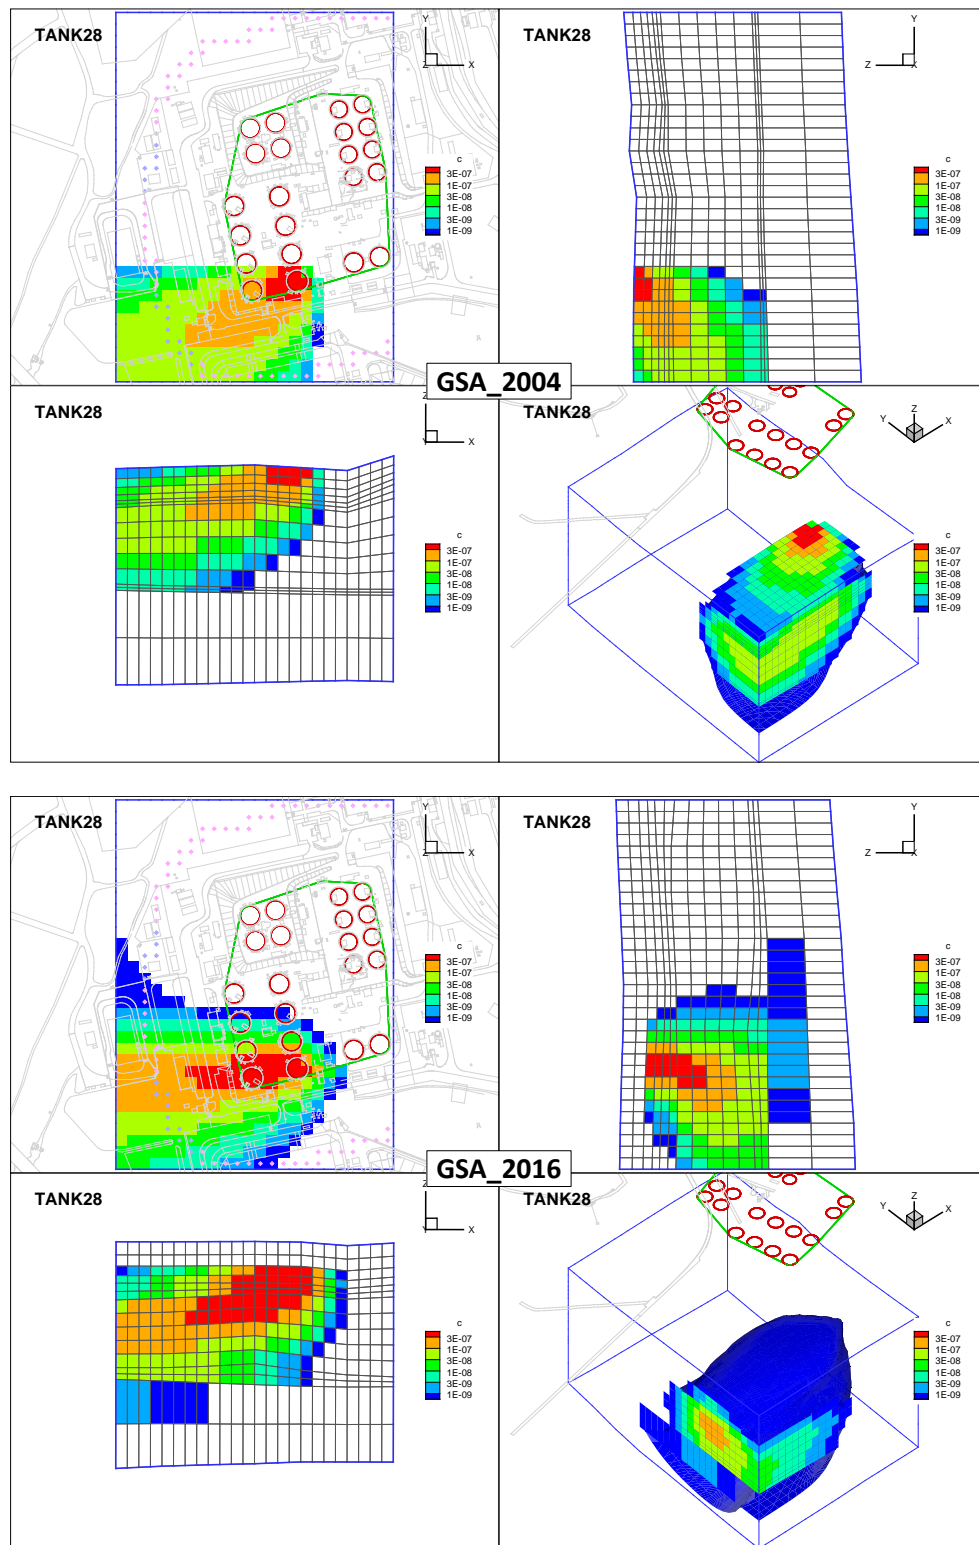 TANK28
Y
Z
X
c
3E-07
1E-07
3E-08
1E-08
3E-09
1E-09
TANK28
Y
Z
X
c
3E-07
1E-07
3E-08
1E-08
3E-09
1E-09
GSA_2004
TANK28
Z
Y
X
c
3E-07
1E-07
3E-08
1E-08
3E-09
1E-09
TANK28
Z
Y
X
c
3E-07
1E-07
3E-08
1E-08
3E-09
1E-09
TANK28
Y
Z
X
c
3E-07
1E-07
3E-08
1E-08
3E-09
1E-09
TANK28
Y
Z
X
c
3E-07
1E-07
3E-08
1E-08
3E-09
1E-09
GSA_2016
TANK28
Z
Y
X
c
3E-07
1E-07
3E-08
1E-08
3E-09
1E-09
TANK28
Z
Y
X
c
3E-07
1E-07
3E-08
1E-08
3E-09
1E-09